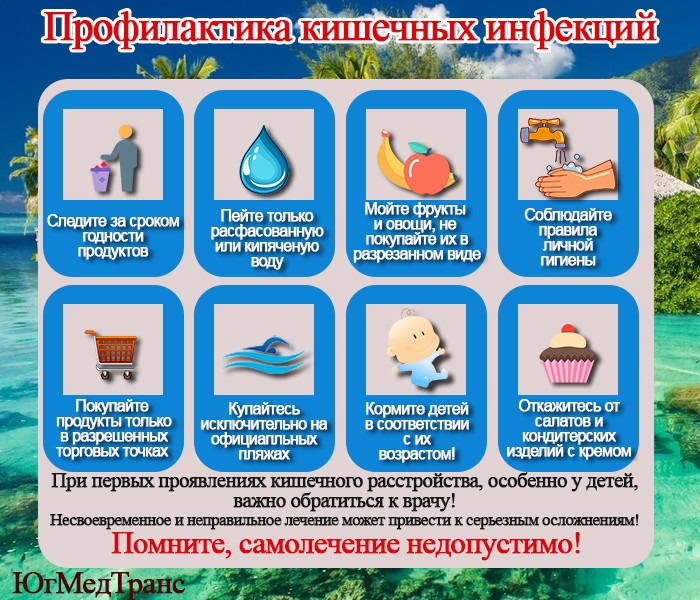 Профилактика кишечных инфекций
Следите за сроком
годности
продуктов
Пейте только
расфасованную
или кипяченую
воду
Мойте фрукты
и овощи, не
покупайте их в
разрезанном виде
Соблюдайте
правила
личной
гигиены
Покупайте
продукты только
в разрешенных
торговых точках
Купайтесь
исключительно на
официапльных
пляжах
Кормите детей
в соответствии
с их
возрастом!
Откажитесь от
салатов и
кондитерских
изделий с кремом
При первых проявлениях кишечного расстройства, особенно у детей,
важно обратиться к врачу!
Несвоевременное и неправильное лечение может привести к серьезным осложнениям!
Помните, самолечение недопустимо!
ЮгМедТранс